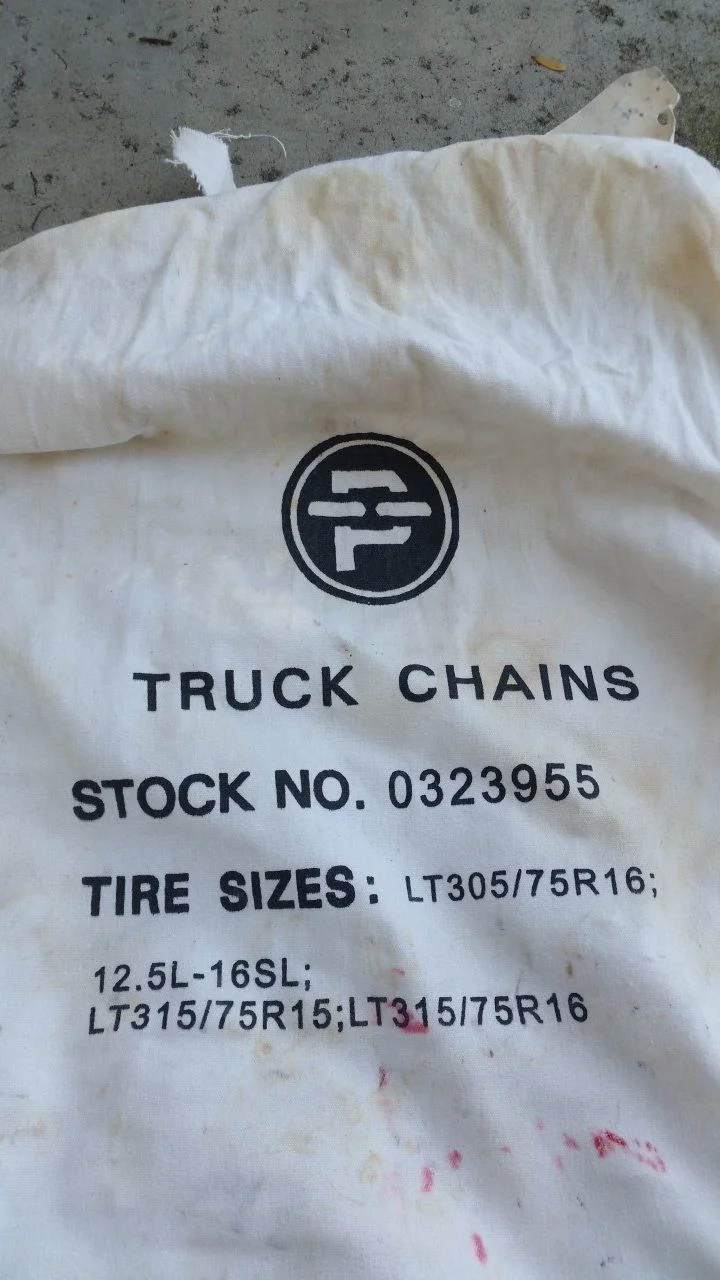 TRUCK CHAINS
STOCK NO. 0323955
TIRE SIZES: LT305/75R16;
12.5L-16SL;
LT315/75R15;LT315/75R16